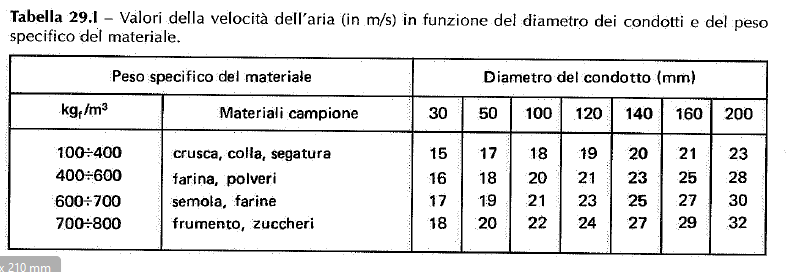 Tabella 29.I – Valori della velocità dell'aria (in m/s) in funzione del diametro dei condotti e del peso
specifico del materiale.
Peso specifico del materiale Diametro del condotto (mm)
kgf/m³ Materiali campione 30 50 100 120 140 160 200
100÷400 crusca, colla, segatura 15 17 18 19 20 21 23
400÷600 farina, polveri 16 18 20 21 23 25 28
600÷700 semola, farine 17 19 21 23 25 27 30
700÷800 frumento, zuccheri 18 20 22 24 27 29 32
x 210 mm